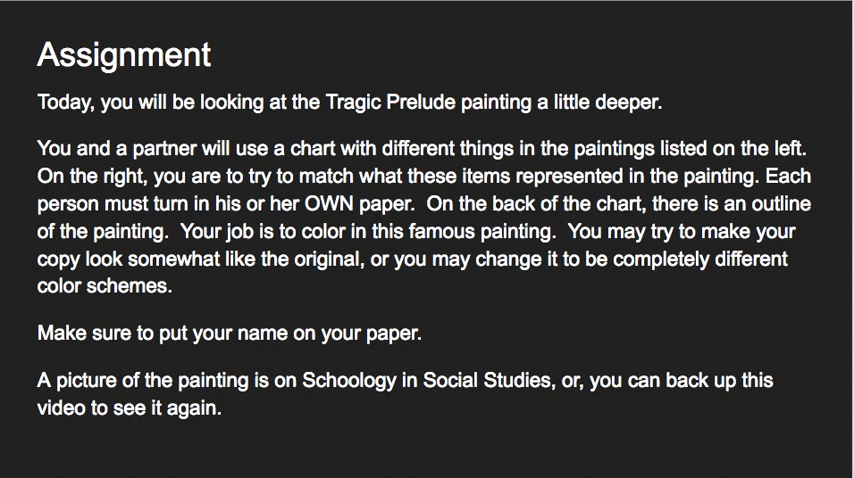 Assignment
Today, you will be looking at the Tragic Prelude painting a little deeper.
You and a partner will use a chart with different things in the paintings listed on the left.
On the right, you are to try to match what these items represented in the painting. Each
person must turn in his or her OWN paper.  On the back of the chart, there is an outline
of the painting.  Your job is to color in this famous painting.  You may try to make your
copy look somewhat like the original, or you may change it to be completely different
color schemes.
Make sure to put your name on your paper.
A picture of the painting is on Schoology in Social Studies, or, you can back up this
video to see it again.